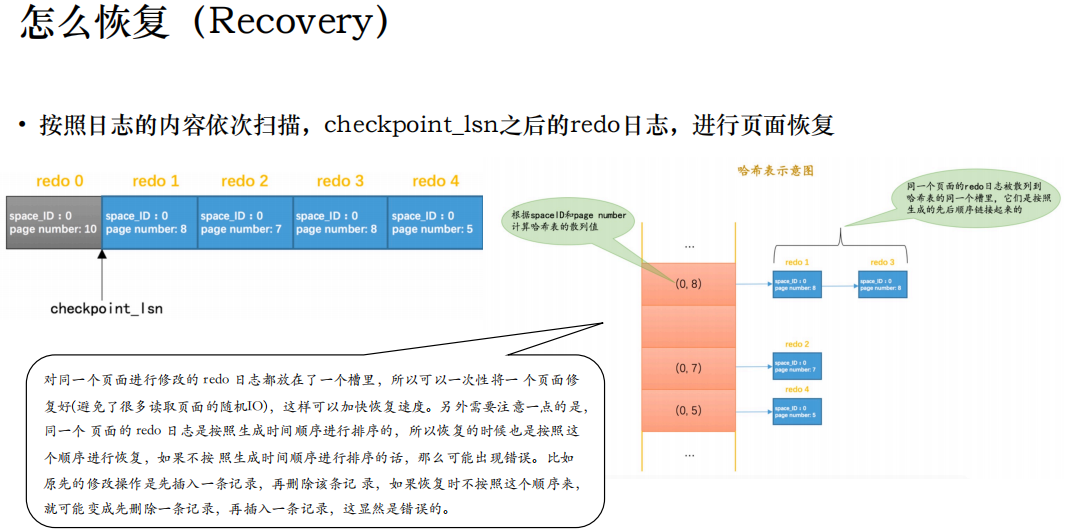 怎么恢复（Recovery）
• 按照日志的内容依次扫描，checkpoint_lsn之后的redo日志，进行页面恢复
redo 0
redo 1
redo 2
redo 3
redo 4
space_ID：0
page number: 10
space_ID：0
page number: 8
space_ID：0
page number: 7
space_ID：0
page number: 8
space_ID：0
page number: 5
checkpoint_lsn
哈希表示意图
根据spaceID和page number
计算哈希表的散列值
同一个页面的redo日志被散列到
哈希表的同一个槽里，它们是按照
生成的先后顺序链接起来的
...
(0, 8)
redo 1
space_ID：0
page number: 8
redo 3
space_ID：0
page number: 8
(0, 7)
redo 2
space_ID：0
page number: 7
(0, 5)
redo 4
space_ID：0
page number: 5
...
对同一个页面进行修改的 redo 日志都放在了一个槽里，所以可以一次性将一 个页面修
复好(避免了很多读取页面的随机IO)，这样可以加快恢复速度。另外需要注意一点的是，
同一个 页面的 redo 日志是按照生成时间顺序进行排序的，所以恢复的时候也是按照这
个顺序进行恢复，如果不按 照生成时间顺序进行排序的话，那么可能出现错误。比如
原先的修改操作是先插入一条记录，再删除该条记 录，如果恢复时不按照这个顺序来，
就可能变成先删除一条记录，再插入一条记录，这显然是错误的。